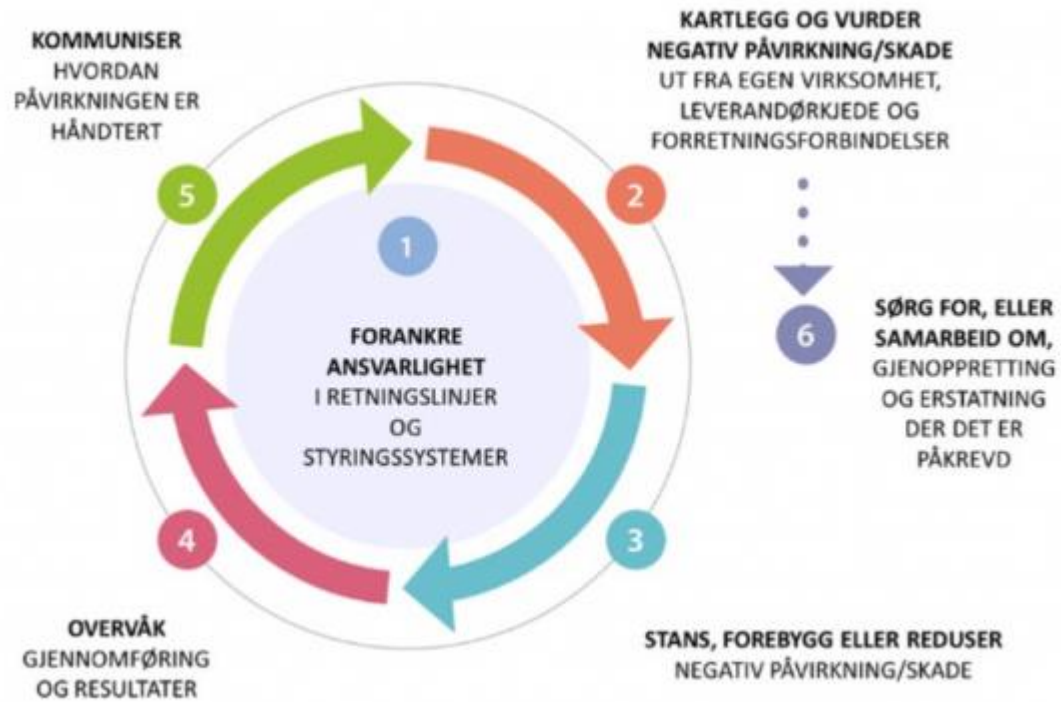 KOMMUNISER
HVORDAN
PÅVIRKNINGEN ER
HÅNDTERT
5
KARTLEGG OG VURDER
NEGATIV PÅVIRKNING/SKADE
UT FRA EGEN VIRKSOMHET,
LEVERANDØRKJEDE OG
FORRETNINGSFORBINDELSER
2
1
FORANKRE
ANSVARLIGHET
I RETNINGSLINJER
OG
STYRINGSSYSTEMER
6
SØRG FOR, ELLER
SAMARBEID OM,
GJENOPPRETTING
OG ERSTATNING
DER DET ER
PÅKREVD
4
OVERVÅK
GJENNOMFØRING
OG RESULTATER
3
STANS, FOREBYGG ELLER REDUSER
NEGATIV PÅVIRKNING/SKADE